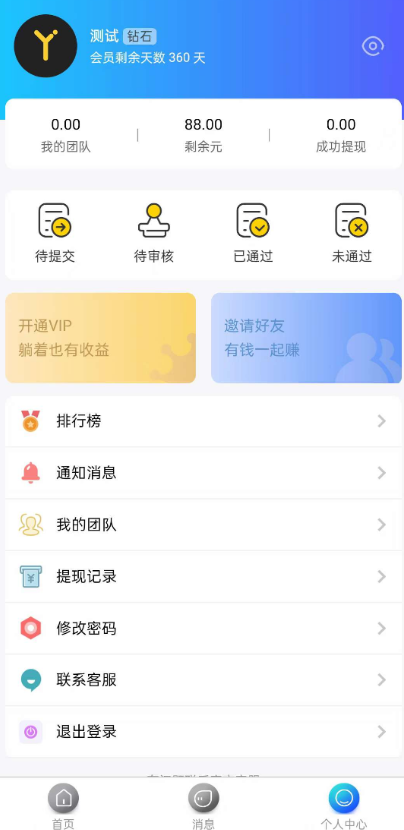 测试 钻石
会员剩余天数 360 天
0.00 88.00 0.00
我的团队 剩余元 成功提现
待提交 待审核 已通过 未通过
开通VIP
躺着也有收益
邀请好友
有钱一起赚
排行榜
通知消息
我的团队
提现记录
修改密码
联系客服
退出登录
首页 消息 个人中心